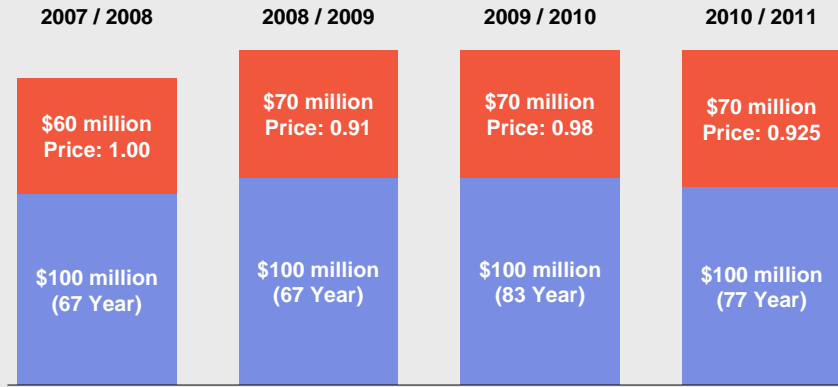 2007 / 2008
2008 / 2009
2009 / 2010
2010 / 2011
$60 million
Price: 1.00
$70 million
Price: 0.91
$70 million
Price: 0.98
$70 million
Price: 0.925
$100 million
(67 Year)
$100 million
(67 Year)
$100 million
(83 Year)
$100 million
(77 Year)